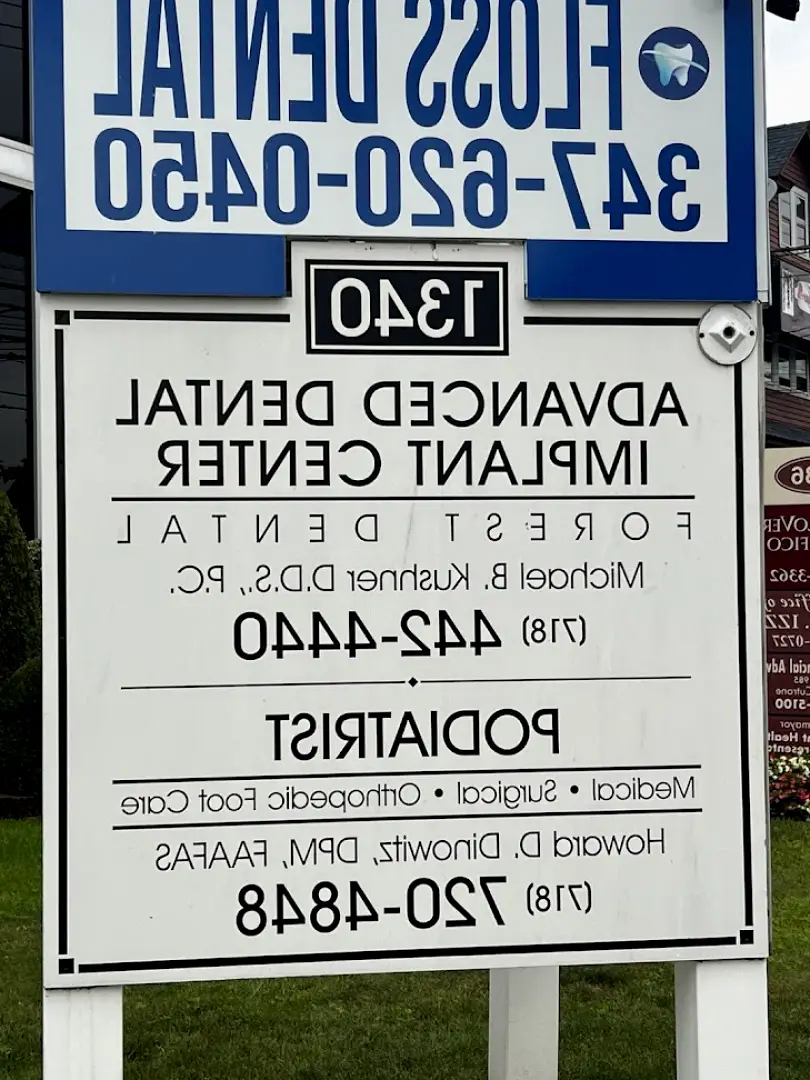 FLOSS DENTAL
347-620-0450
1340
ADVANCED DENTAL
IMPLANT CENTER
FOREST DENTAL
Michael B. Kushner D.D.S., P.C.
(718) 442-4440
PODIATRIST
Medical • Surgical • Orthopedic Foot Care
Howard D. Dinowitz, DPM, FAAFAS
(718) 720-4848